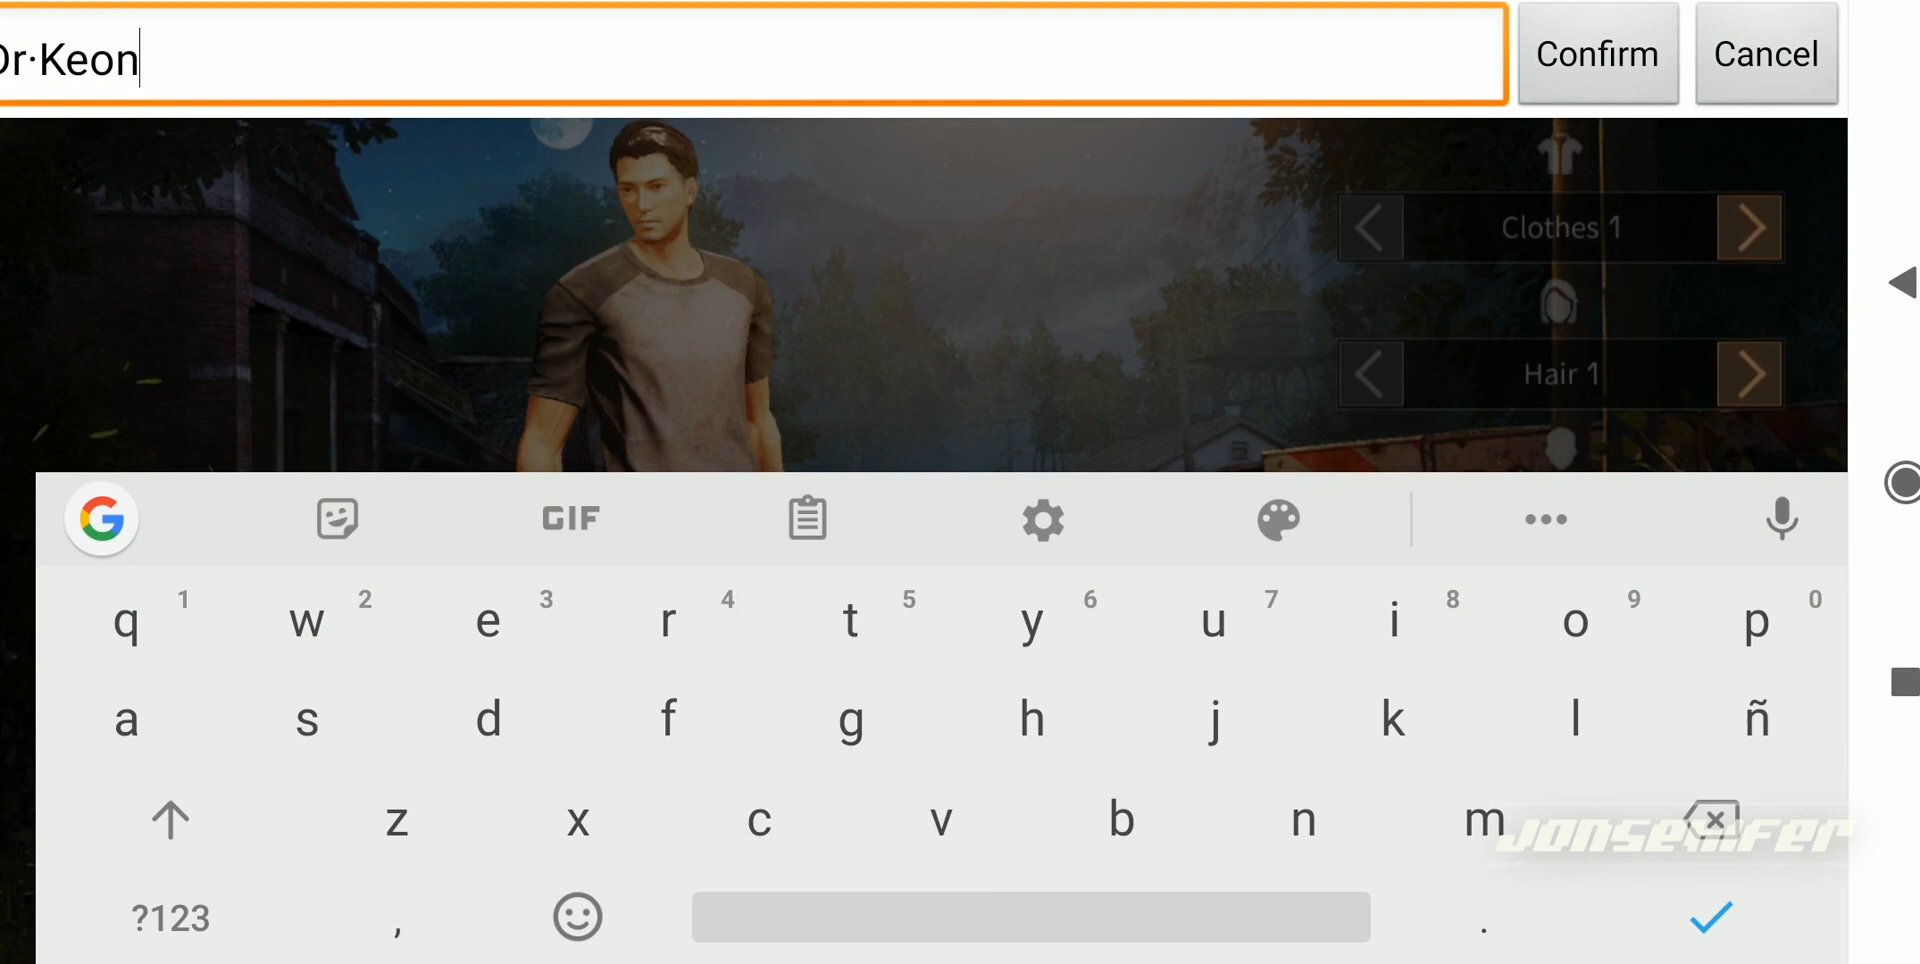 Dr·Keon
Confirm
Cancel
Clothes 1
Hair 1
G
GIF
q 1 w 2 e 3 r 4 t 5 y 6 u 7 i 8 o 9 p 0
a s d f g h j k l ñ
z x c v b n m
JONSEMFER
?123 , .